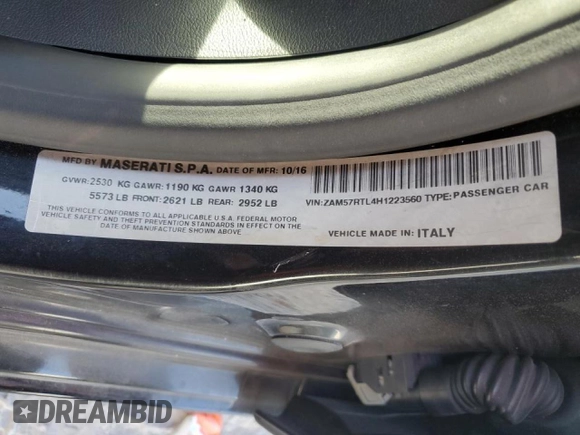 MFD BY MASERATI S.P.A. DATE OF MFR: 10/16
GVWR: 2530 KG GAWR: 1190 KG GAWR 1340 KG
5573 LB FRONT: 2621 LB REAR: 2952 LB
THIS VEHICLE CONFORMS TO ALL APPLICABLE U.S.A. FEDERAL MOTOR
VEHICLE SAFETY AND THEFT PREVENTION STANDARDS IN EFFECT ON THE
DATE OF MANUFACTURE SHOWN ABOVE
VIN: ZAM57RTL4H1223560 TYPE: PASSENGER CAR
VEHICLE MADE IN: ITALY
DREAMBID